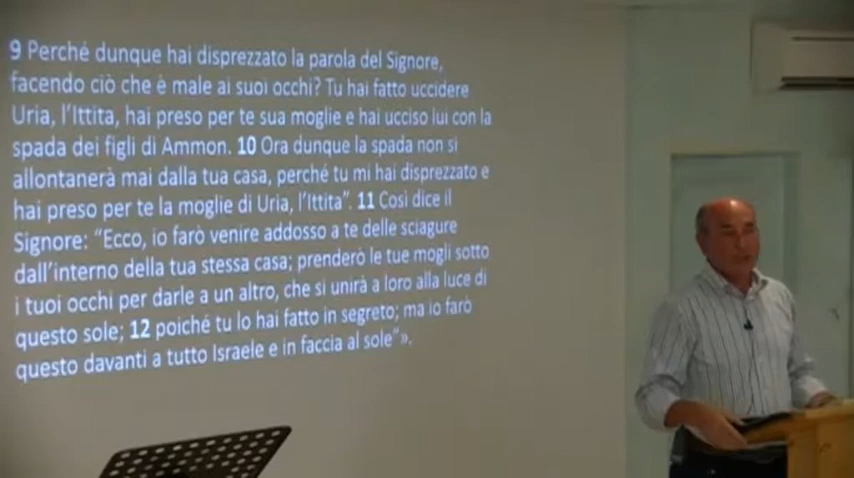 9 Perché dunque hai disprezzato la parola del Signore,
facendo ciò che è male ai suoi occhi? Tu hai fatto uccidere
Uria, l'Ittita, hai preso per te sua moglie e hai ucciso lui con la
spada dei figli di Ammon. 10 Ora dunque la spada non si
allontanerà mai dalla tua casa, perché tu mi hai disprezzato e
hai preso per te la moglie di Uria, l'Ittita”. 11 Così dice il
Signore: “Ecco, io farò venire addosso a te delle sciagure
dall'interno della tua stessa casa; prenderò le tue mogli sotto
i tuoi occhi per darle a un altro, che si unirà a loro alla luce di
questo sole; 12 poiché tu lo hai fatto in segreto; ma io farò
questo davanti a tutto Israele e in faccia al sole”».